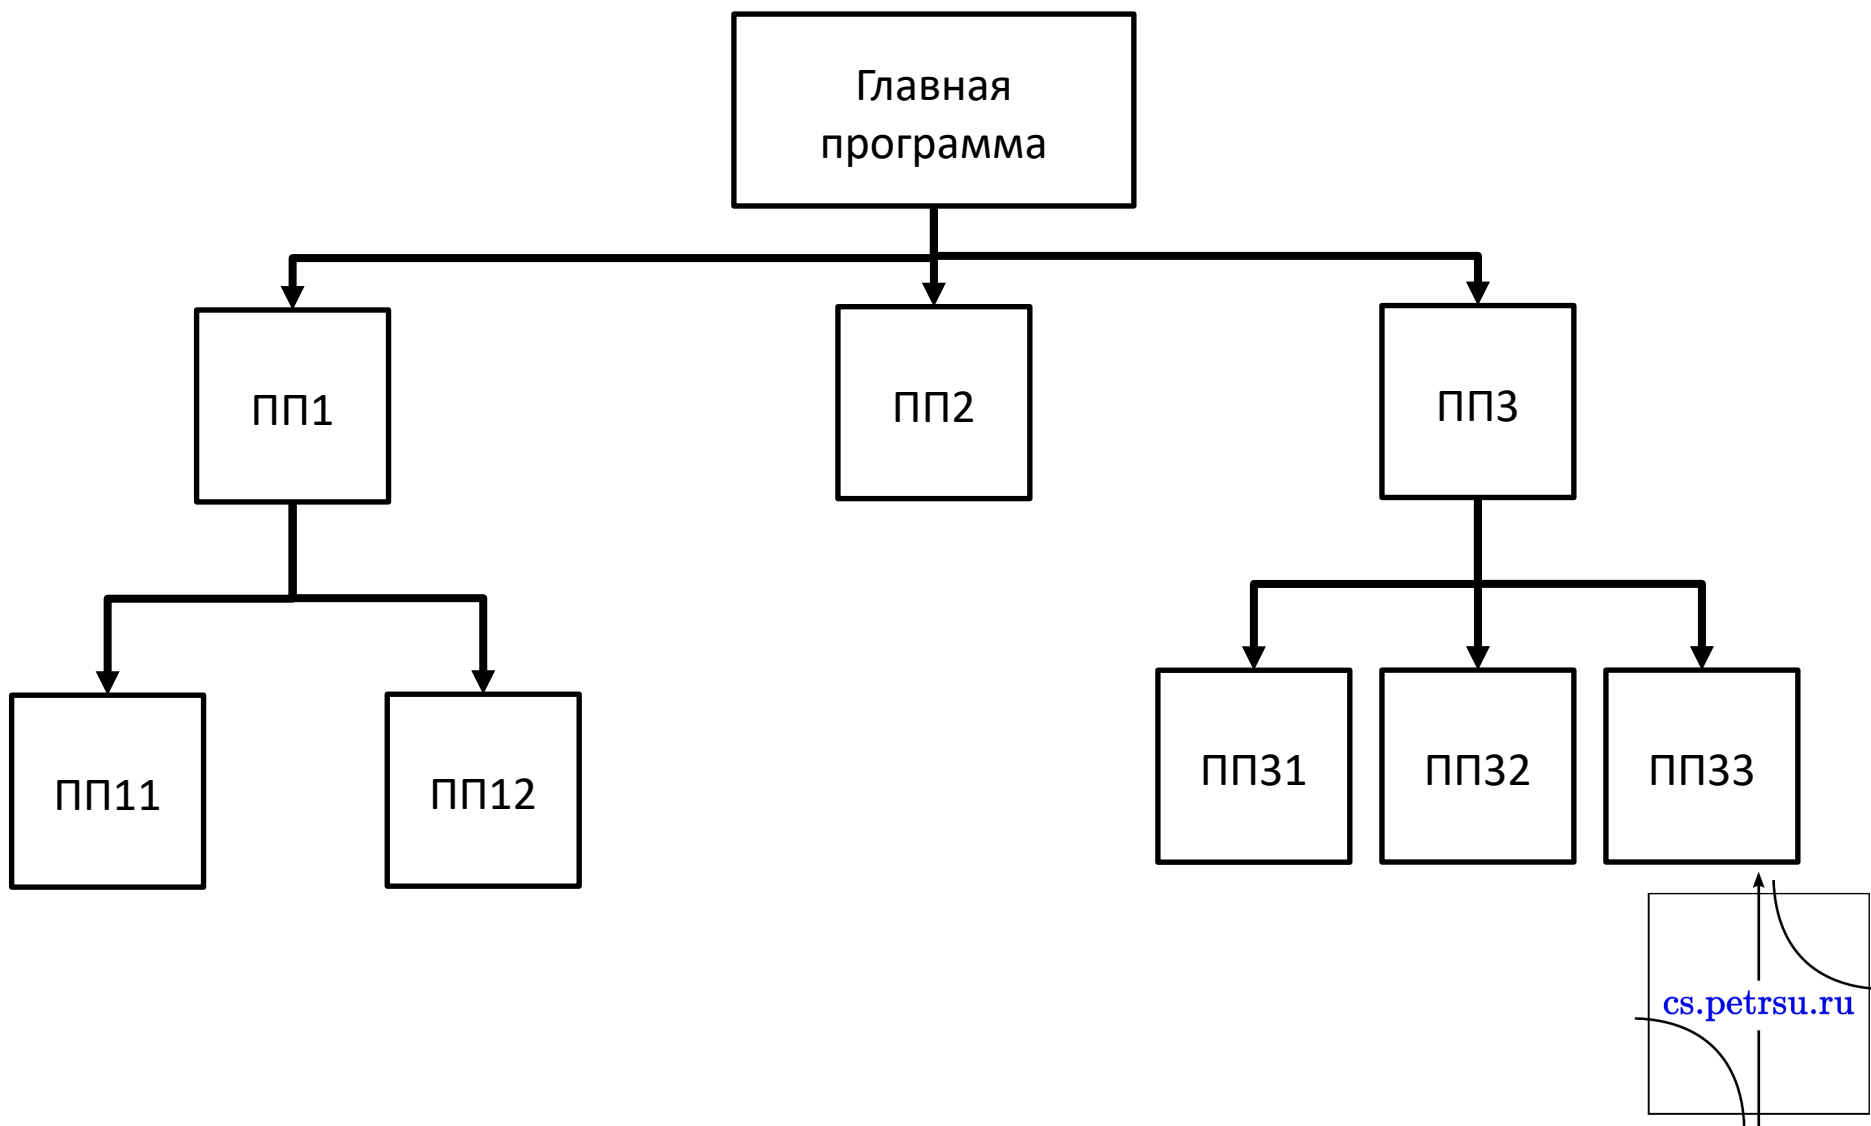 Главная
программа
ПП1
ПП2
ПП3
ПП11
ПП12
ПП31
ПП32
ПП33
cs.petrsu.ru